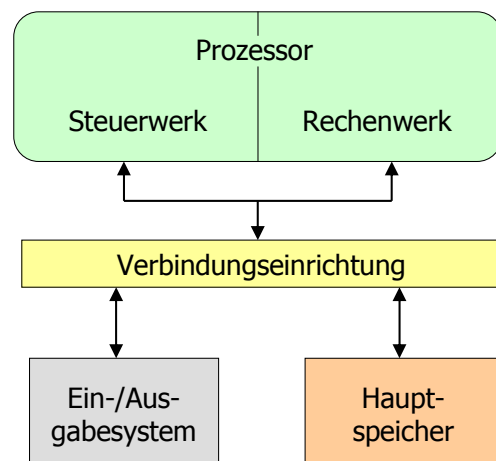 Prozessor
Steuerwerk
Rechenwerk
Verbindungseinrichtung
Ein-/Aus-
gabesystem
Haupt-
speicher